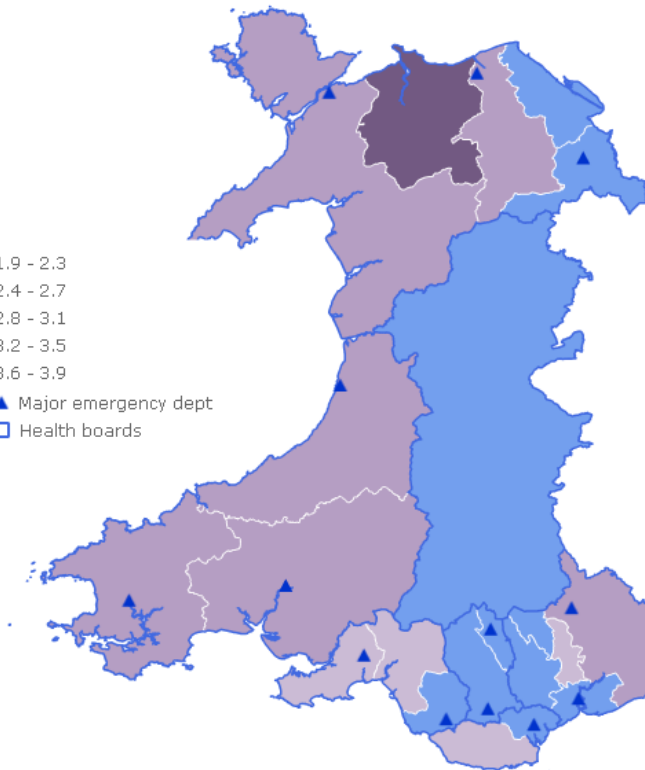 1.9 - 2.3
2.4 - 2.7
2.8 - 3.1
3.2 - 3.5
3.6 - 3.9
Major emergency dept
Health boards